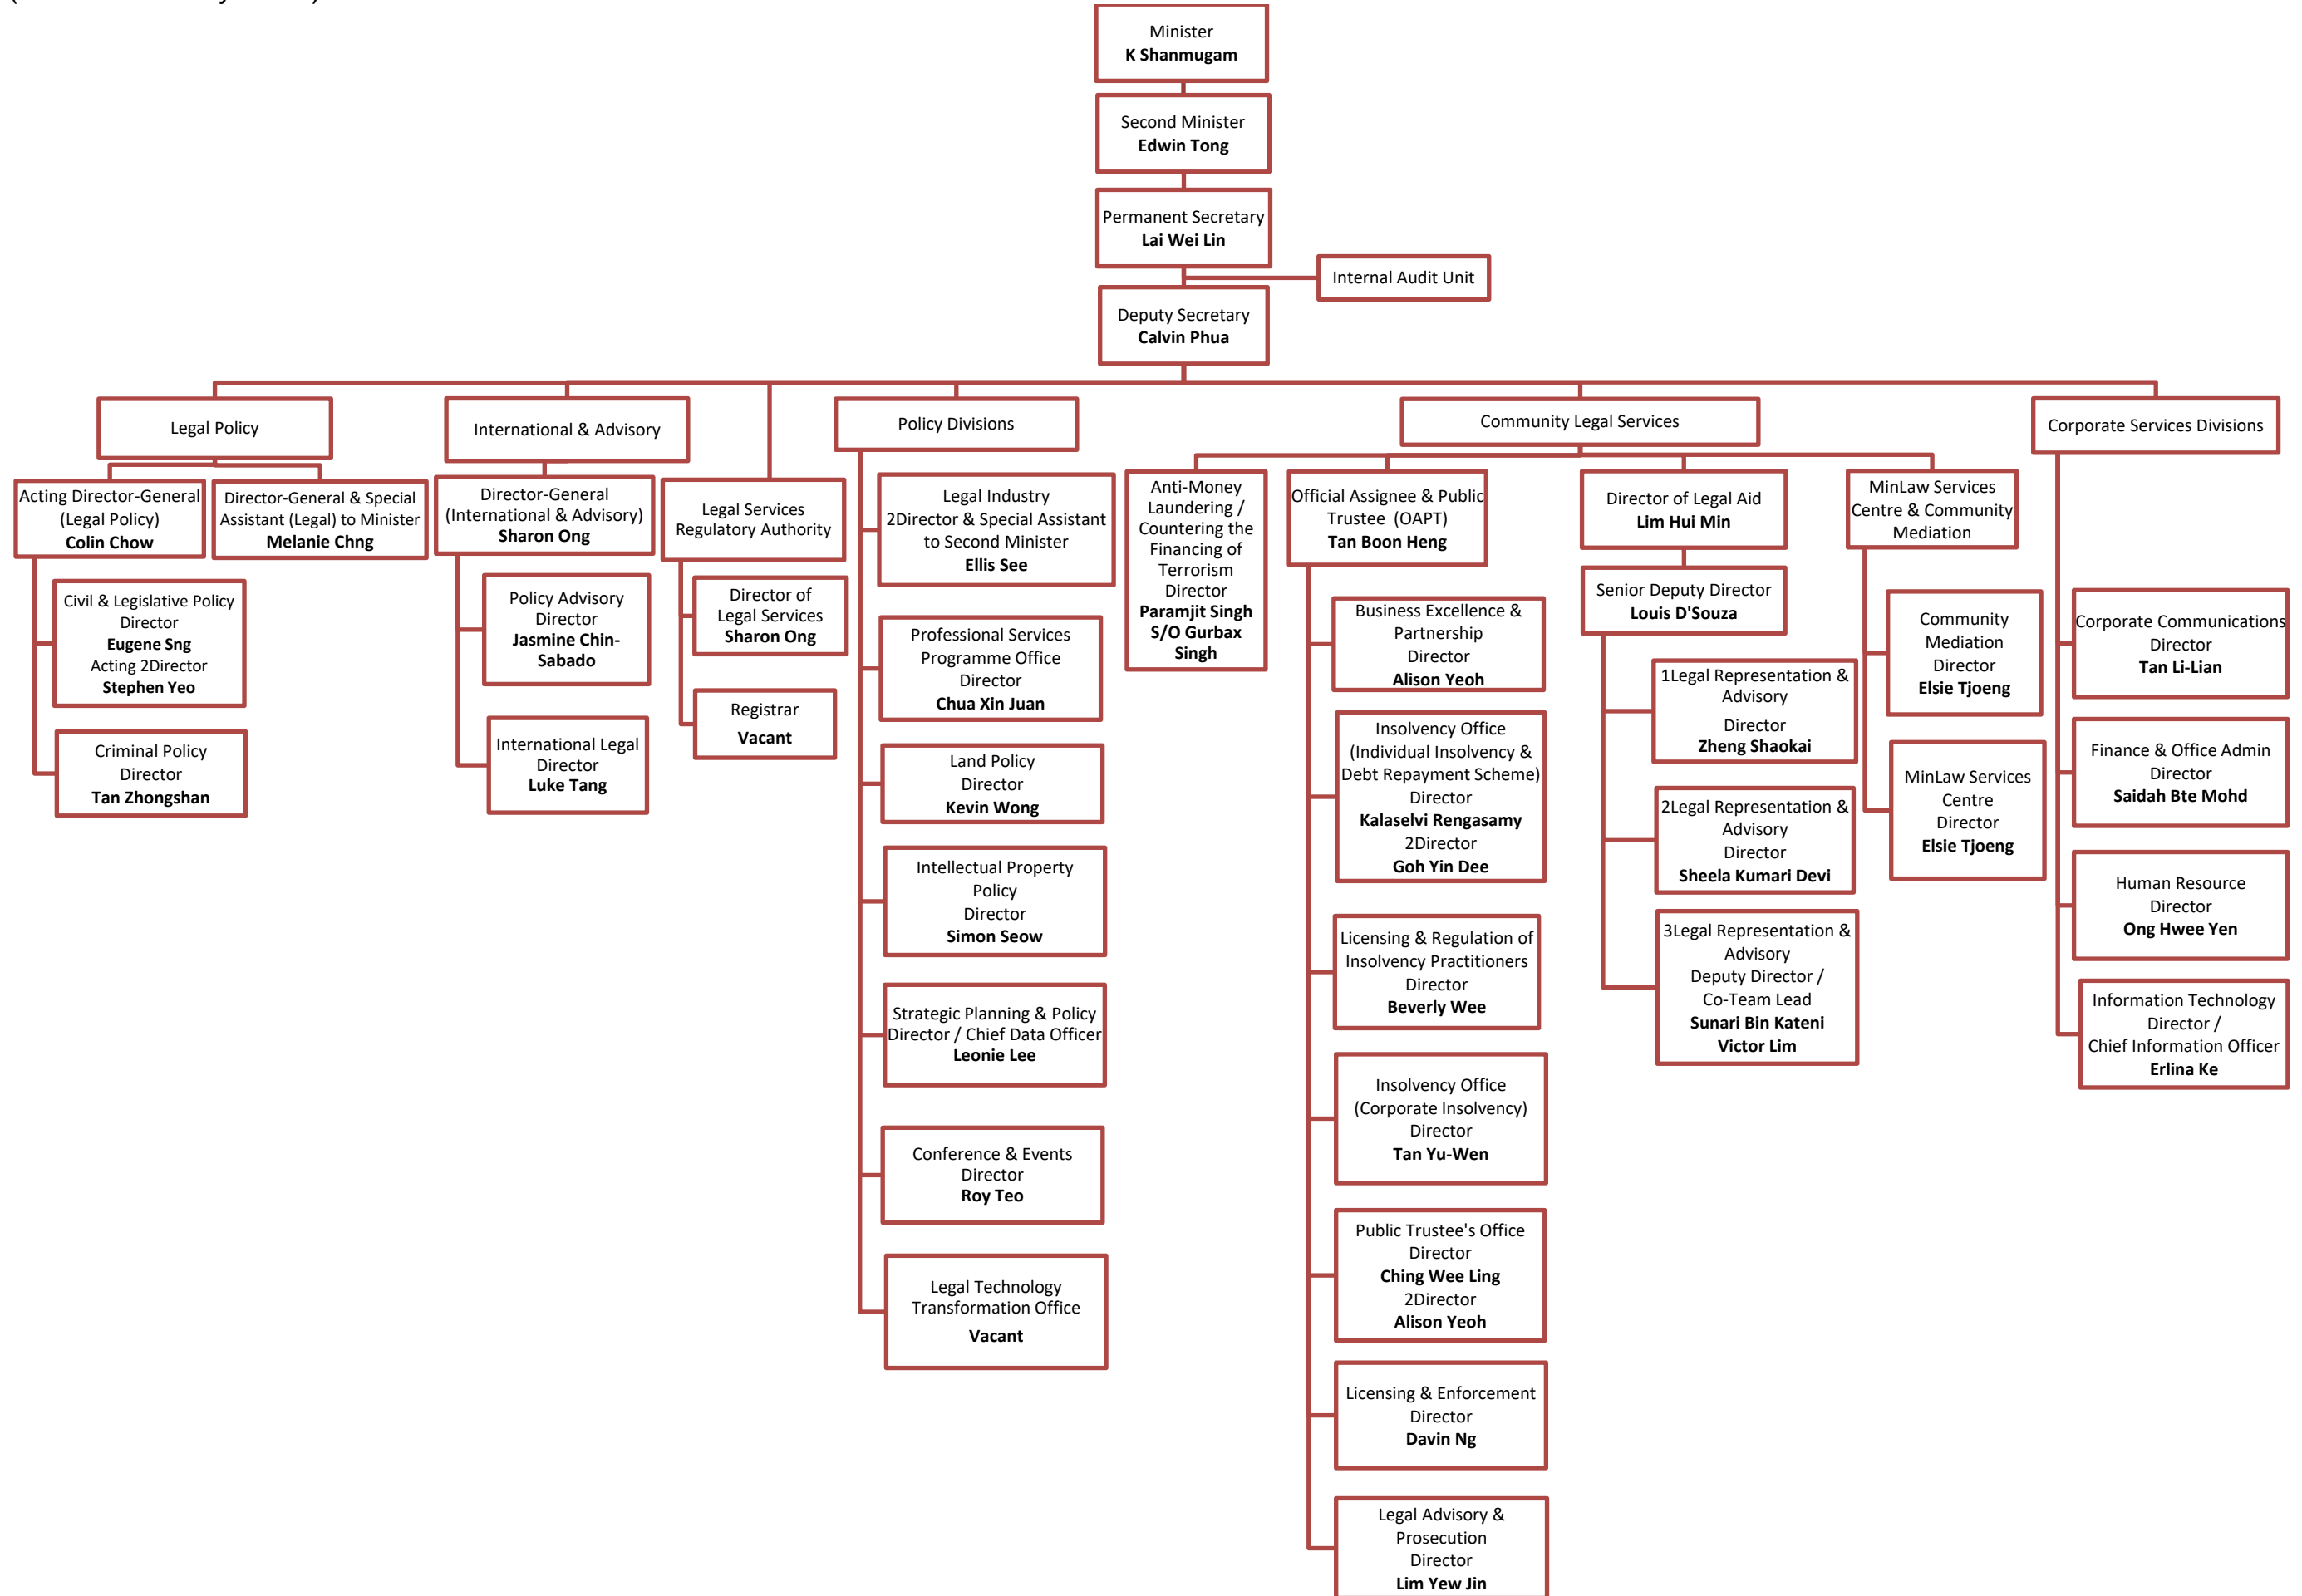 Minister
K Shanmugam
Second Minister
Edwin Tong
Permanent Secretary
Lai Wei Lin
Internal Audit Unit
Deputy Secretary
Calvin Phua
Legal Policy
International & Advisory
Policy Divisions
Community Legal Services
Corporate Services Divisions
Acting Director-General
(Legal Policy)
Colin Chow
Director-General & Special
Assistant (Legal) to Minister
Melanie Chng
Civil & Legislative Policy
Director
Eugene Sng
Acting 2Director
Stephen Yeo
Criminal Policy
Director
Tan Zhongshan
Director-General
(International & Advisory)
Sharon Ong
Policy Advisory
Director
Jasmine Chin-
Sabado
International Legal
Director
Luke Tang
Legal Services
Regulatory Authority
Director of
Legal Services
Sharon Ong
Registrar
Vacant
Legal Industry
2Director & Special Assistant
to Second Minister
Ellis See
Professional Services
Programme Office
Director
Chua Xin Juan
Land Policy
Director
Kevin Wong
Intellectual Property
Policy
Director
Simon Seow
Strategic Planning & Policy
Director / Chief Data Officer
Leonie Lee
Conference & Events
Director
Roy Teo
Legal Technology
Transformation Office
Vacant
Anti-Money
Laundering /
Countering the
Financing of
Terrorism
Director
Paramjit Singh
S/O Gurbax
Singh
Official Assignee & Public
Trustee (OAPT)
Tan Boon Heng
Business Excellence &
Partnership
Director
Alison Yeoh
Insolvency Office
(Individual Insolvency &
Debt Repayment Scheme)
Director
Kalaselvi Rengasamy
2Director
Goh Yin Dee
Licensing & Regulation of
Insolvency Practitioners
Director
Beverly Wee
Insolvency Office
(Corporate Insolvency)
Director
Tan Yu-Wen
Public Trustee's Office
Director
Ching Wee Ling
2Director
Alison Yeoh
Licensing & Enforcement
Director
Davin Ng
Legal Advisory &
Prosecution
Director
Lim Yew Jin
Director of Legal Aid
Lim Hui Min
Senior Deputy Director
Louis D'Souza
1Legal Representation &
Advisory
Director
Zheng Shaokai
2Legal Representation &
Advisory
Director
Sheela Kumari Devi
3Legal Representation &
Advisory
Deputy Director /
Co-Team Lead
Sunari Bin Kateni
Victor Lim
MinLaw Services
Centre & Community
Mediation
Community
Mediation
Director
Elsie Tjoeng
MinLaw Services
Centre
Director
Elsie Tjoeng
Corporate Communications
Director
Tan Li-Lian
Finance & Office Admin
Director
Saidah Bte Mohd
Human Resource
Director
Ong Hwee Yen
Information Technology
Director /
Chief Information Officer
Erlina Ke